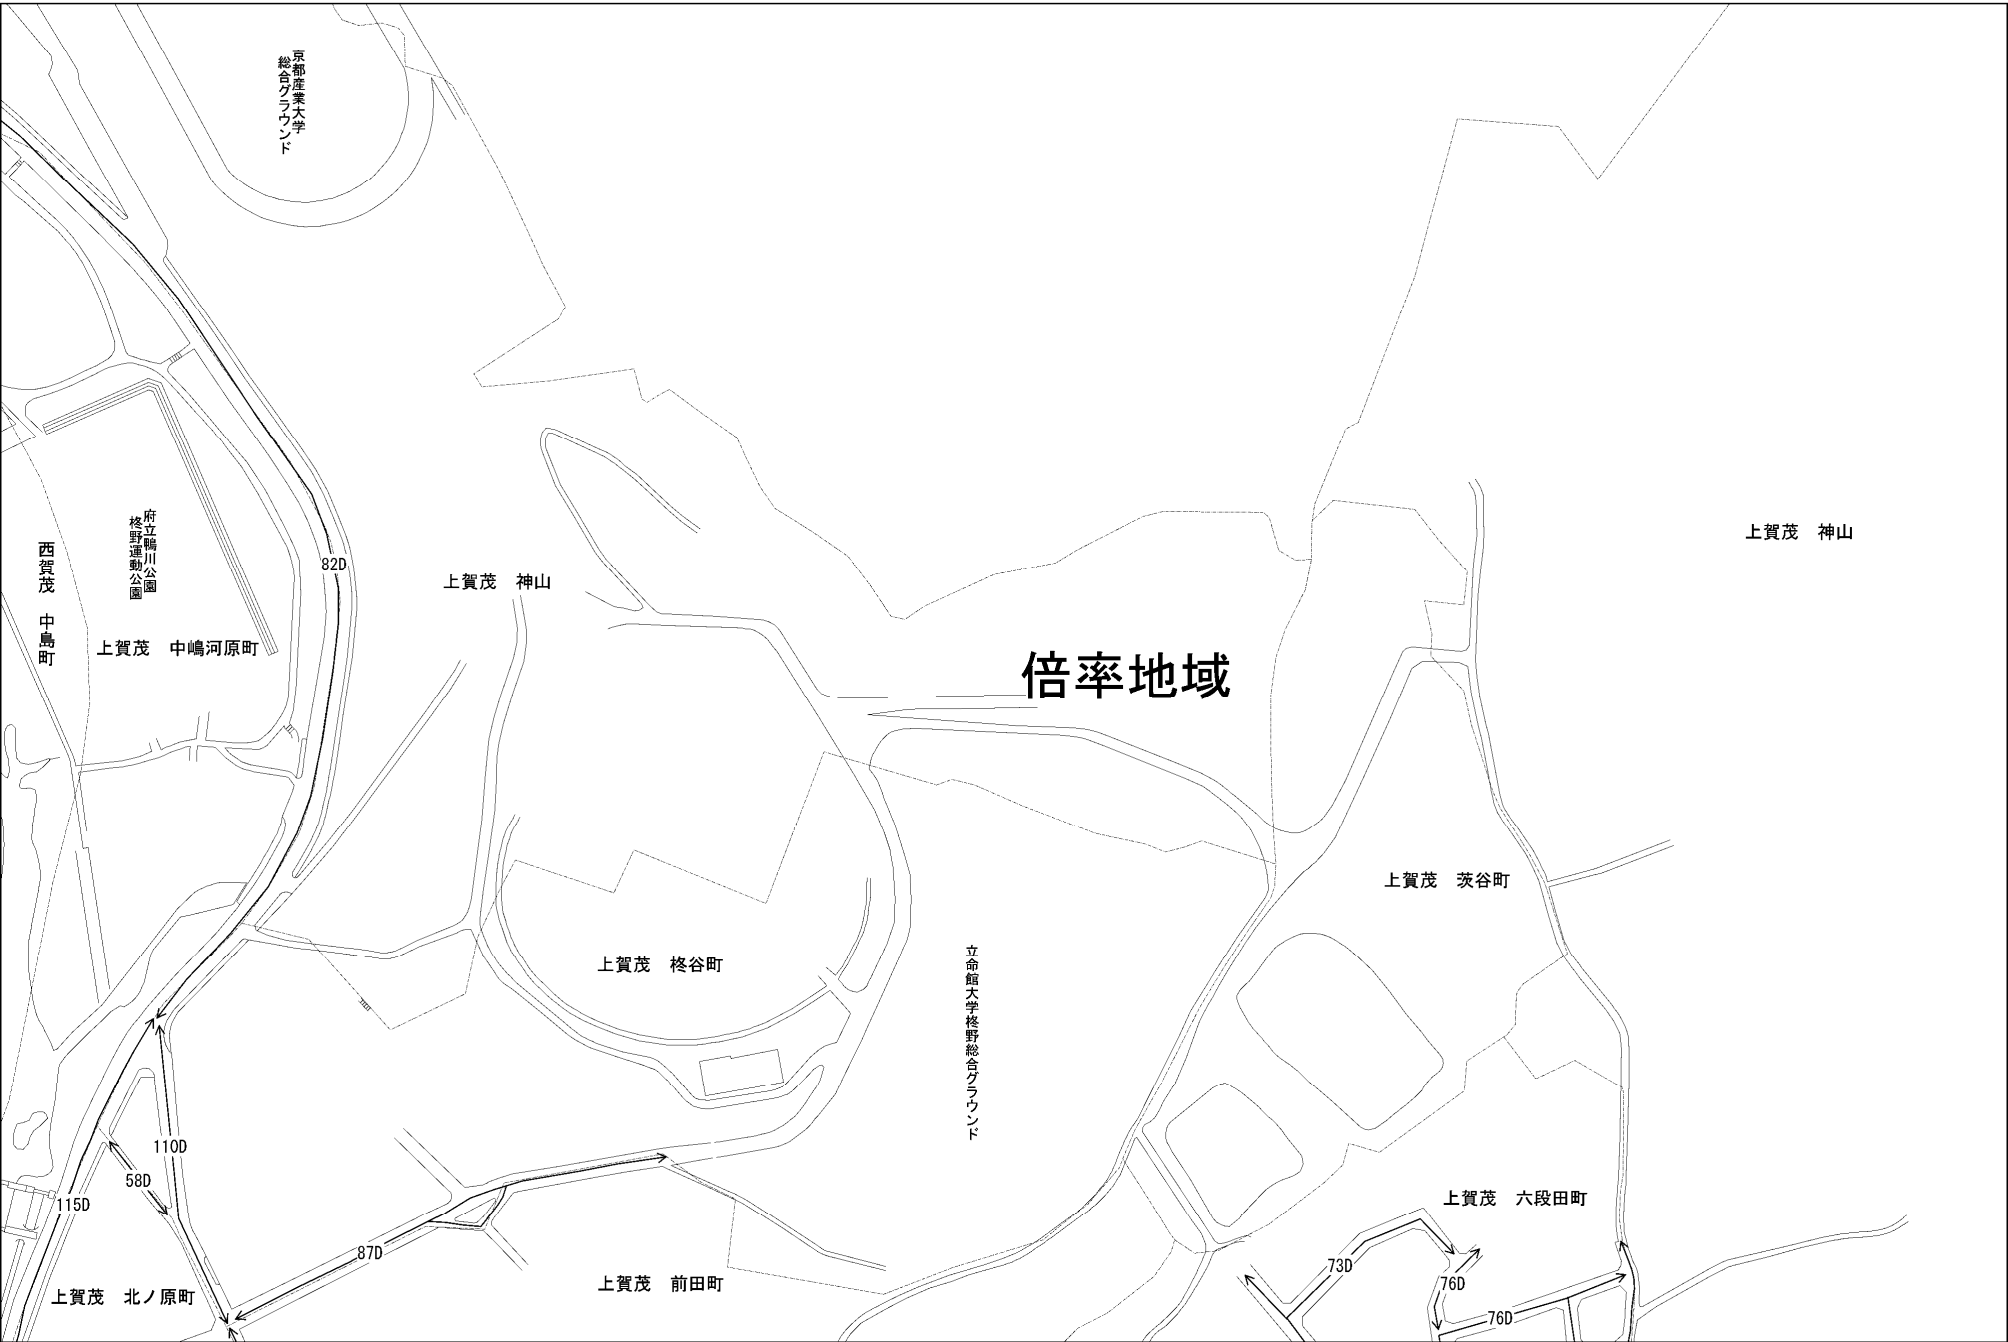 京都産業大学
総合グラウンド
府立鴨川公園
柊野運動公園
西賀茂　中島町
上賀茂　中嶋河原町
82D
上賀茂　神山
上賀茂　神山
倍率地域
上賀茂　茨谷町
上賀茂　柊谷町
立命館大学柊野総合グラウンド
110D
58D
115D
上賀茂　六段田町
87D
73D
76D
76D
上賀茂　前田町
上賀茂　北ノ原町